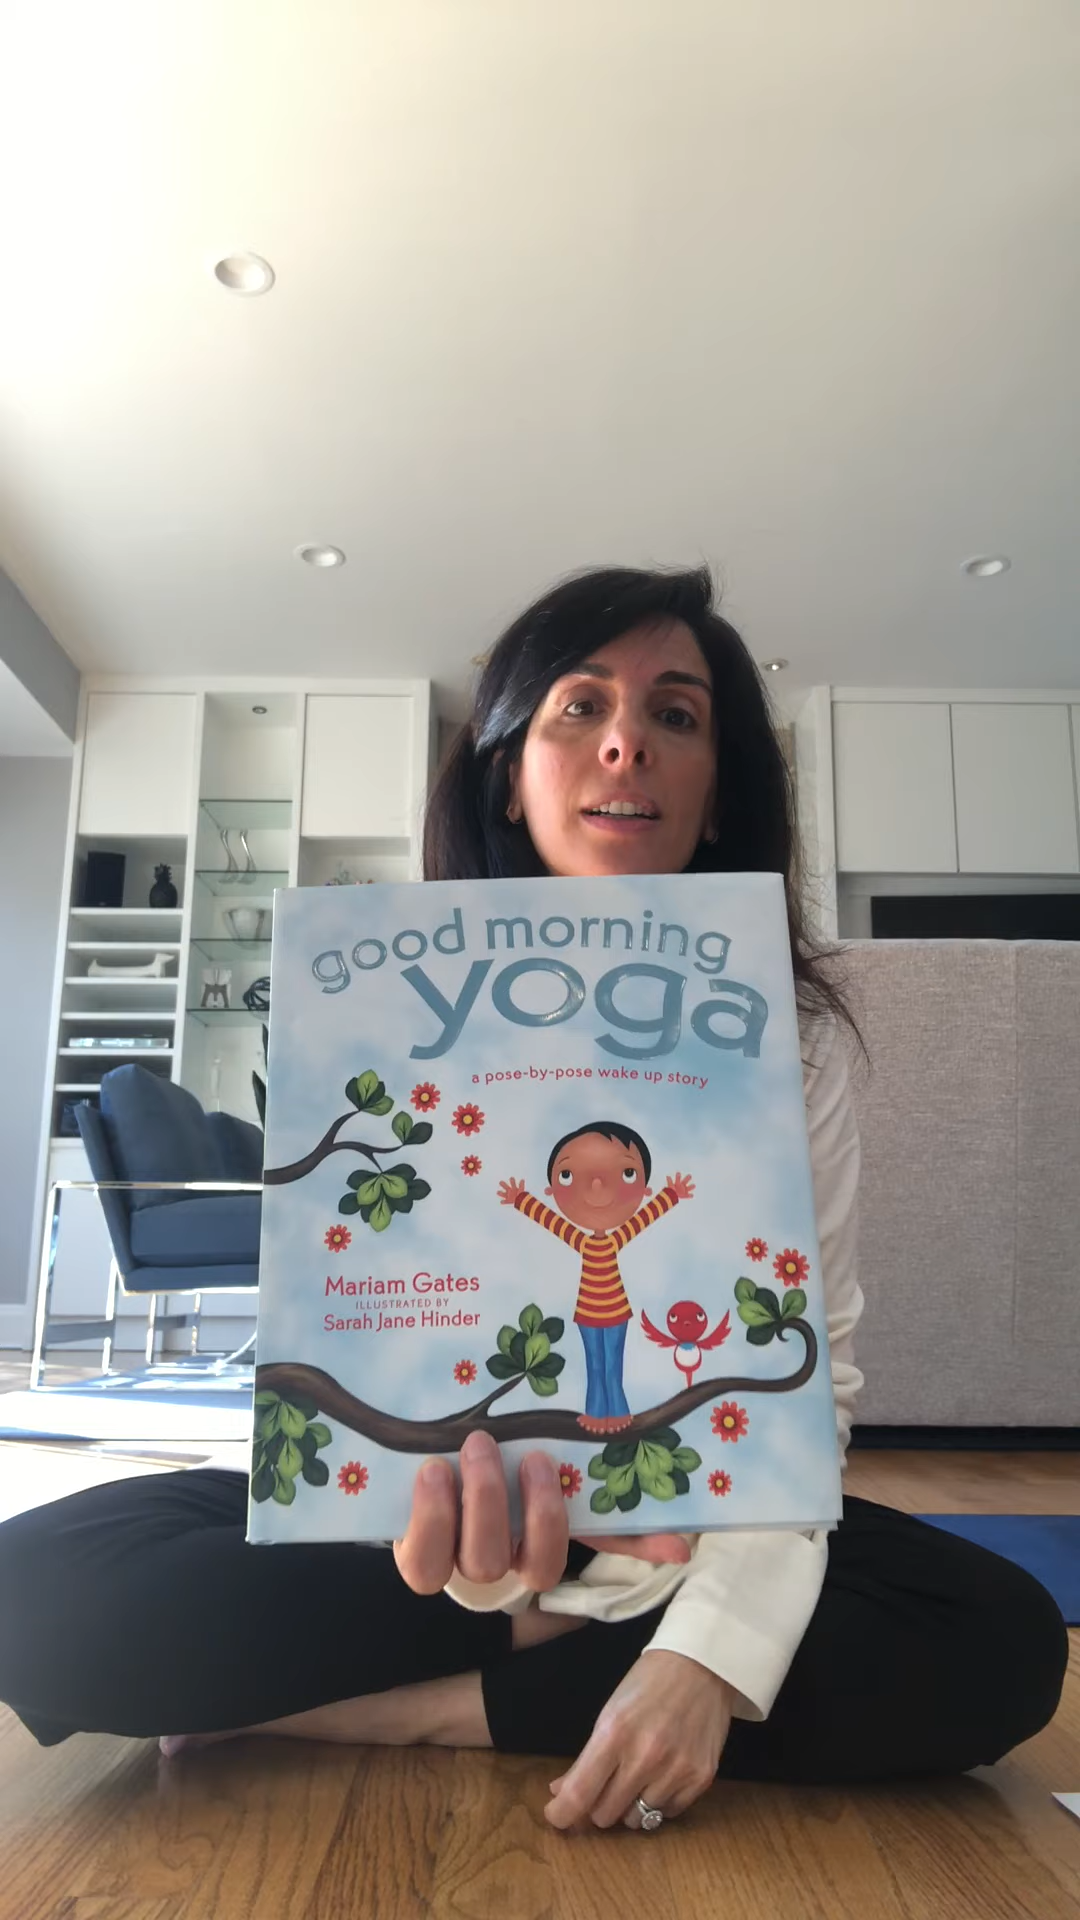 good morning
yoga
a pose-by-pose wake up story
Mariam Gates
ILLUSTRATED BY
Sarah Jane Hinder